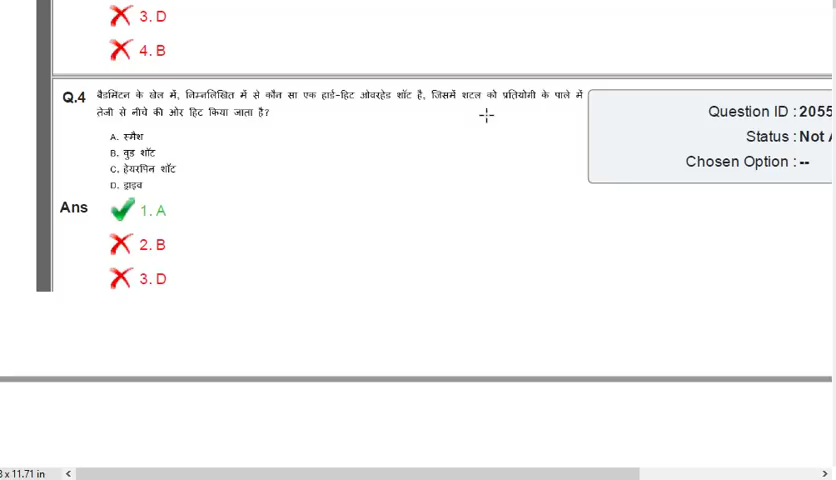 3. D
4. B
Q.4 बैडमिंटन के खेल में, निम्नलिखित में से कौन सा एक हार्ड-हिट ओवरहेड शॉट है, जिसमें शटल को प्रतियोगी के पाले में
तेजी से नीचे की ओर हिट किया जाता है?
A. स्मैश
B. वुड शॉट
C. हेयरपिन शॉट
D. ड्राइव
Ans 1. A
2. B
3. D
Question ID : 2055
Status : Not
Chosen Option : --
x 11.71 in